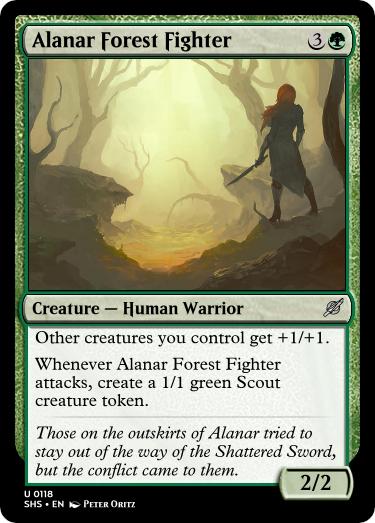 Alanar Forest Fighter 3
Creature — Human Warrior
Other creatures you control get +1/+1.
Whenever Alanar Forest Fighter
attacks, create a 1/1 green Scout
creature token.
Those on the outskirts of Alanar tried to
stay out of the way of the Shattered Sword,
but the conflict came to them.
2/2
U 0118
SHS • EN Peter Oritz